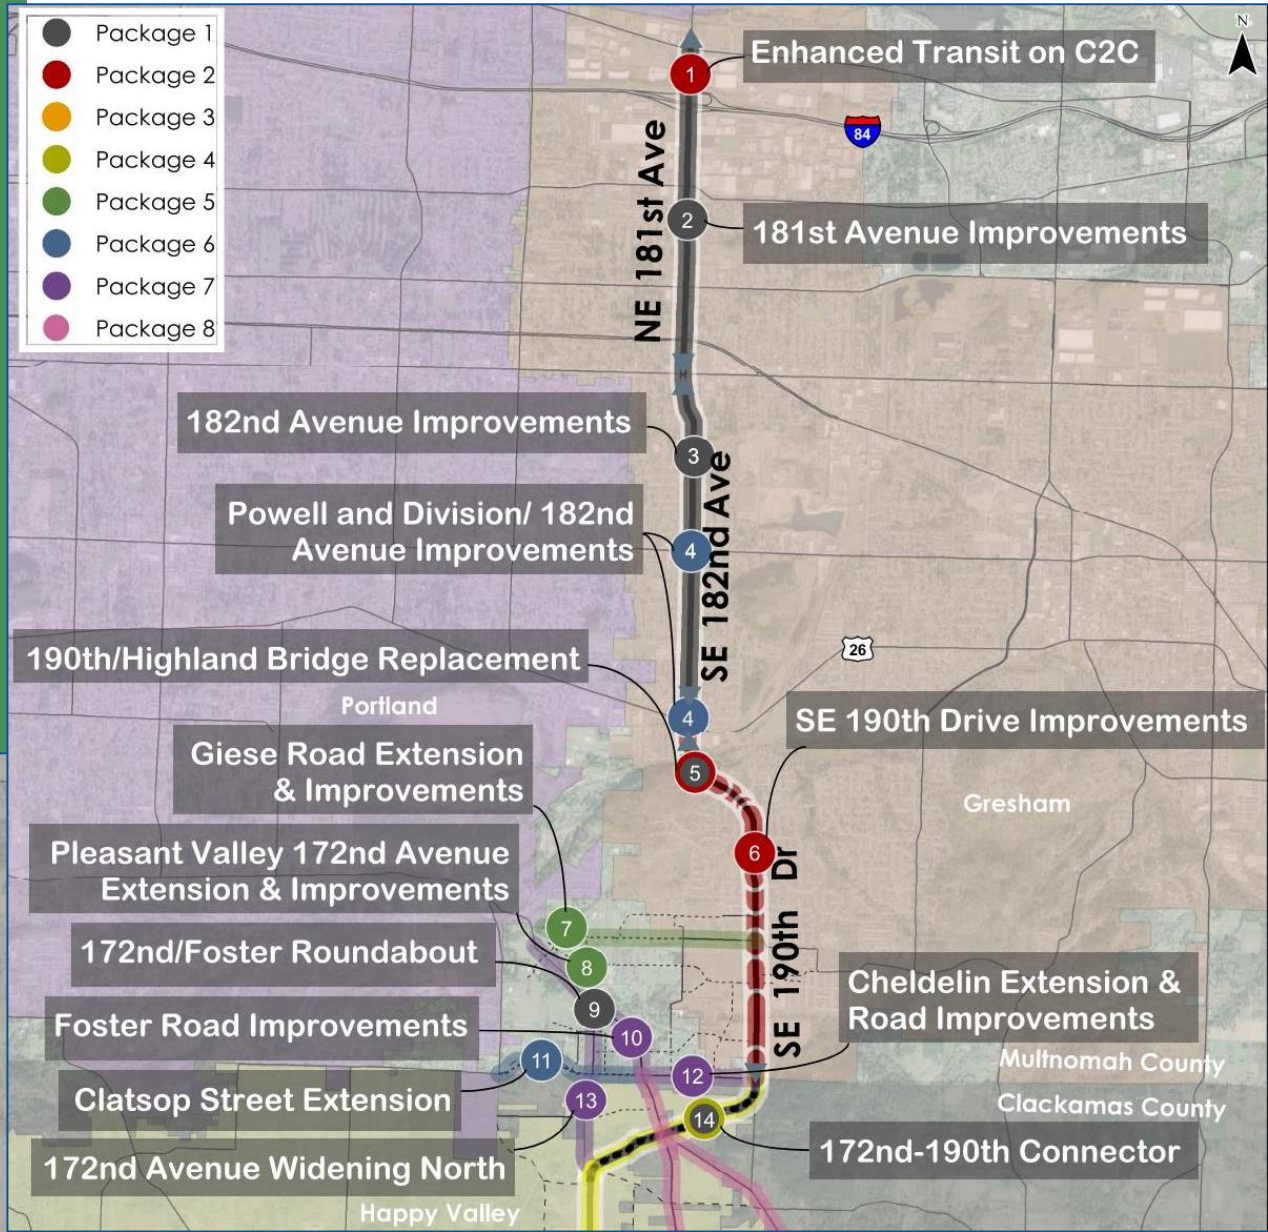 Package 1
Package 2
Package 3
Package 4
Package 5
Package 6
Package 7
Package 8
N
Enhanced Transit on C2C
1
84
NE 181st Ave
2
181st Avenue Improvements
182nd Avenue Improvements
3
SE 182nd Ave
Powell and Division/ 182nd
Avenue Improvements
4
190th/Highland Bridge Replacement
26
Portland
4
SE 190th Drive Improvements
Giese Road Extension
& Improvements
5
Gresham
Pleasant Valley 172nd Avenue
Extension & Improvements
6
SE 190th Dr
7
172nd/Foster Roundabout
8
Cheldelin Extension &
Road Improvements
9
Foster Road Improvements
10
11
12
Multnomah County
Clatsop Street Extension
13
Clackamas County
14
172nd-190th Connector
172nd Avenue Widening North
Happy Valley